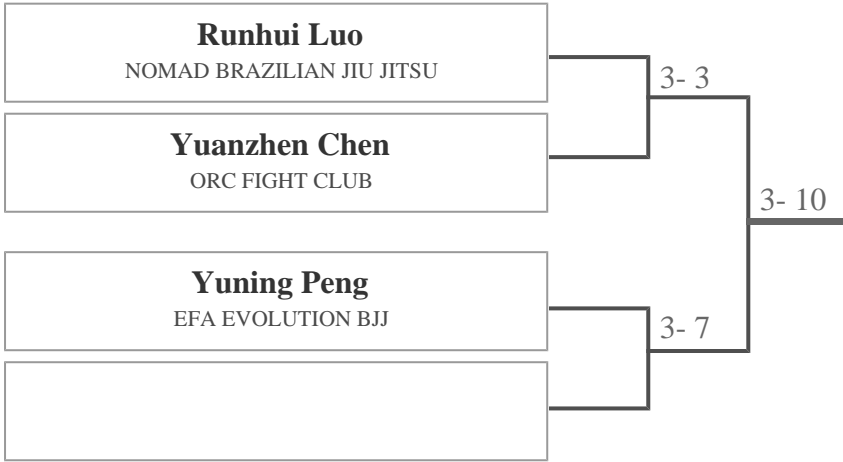 Runhui Luo
NOMAD BRAZILIAN JIU JITSU
3- 3
Yuanzhen Chen
ORC FIGHT CLUB
3- 10
Yuning Peng
EFA EVOLUTION BJJ
3- 7